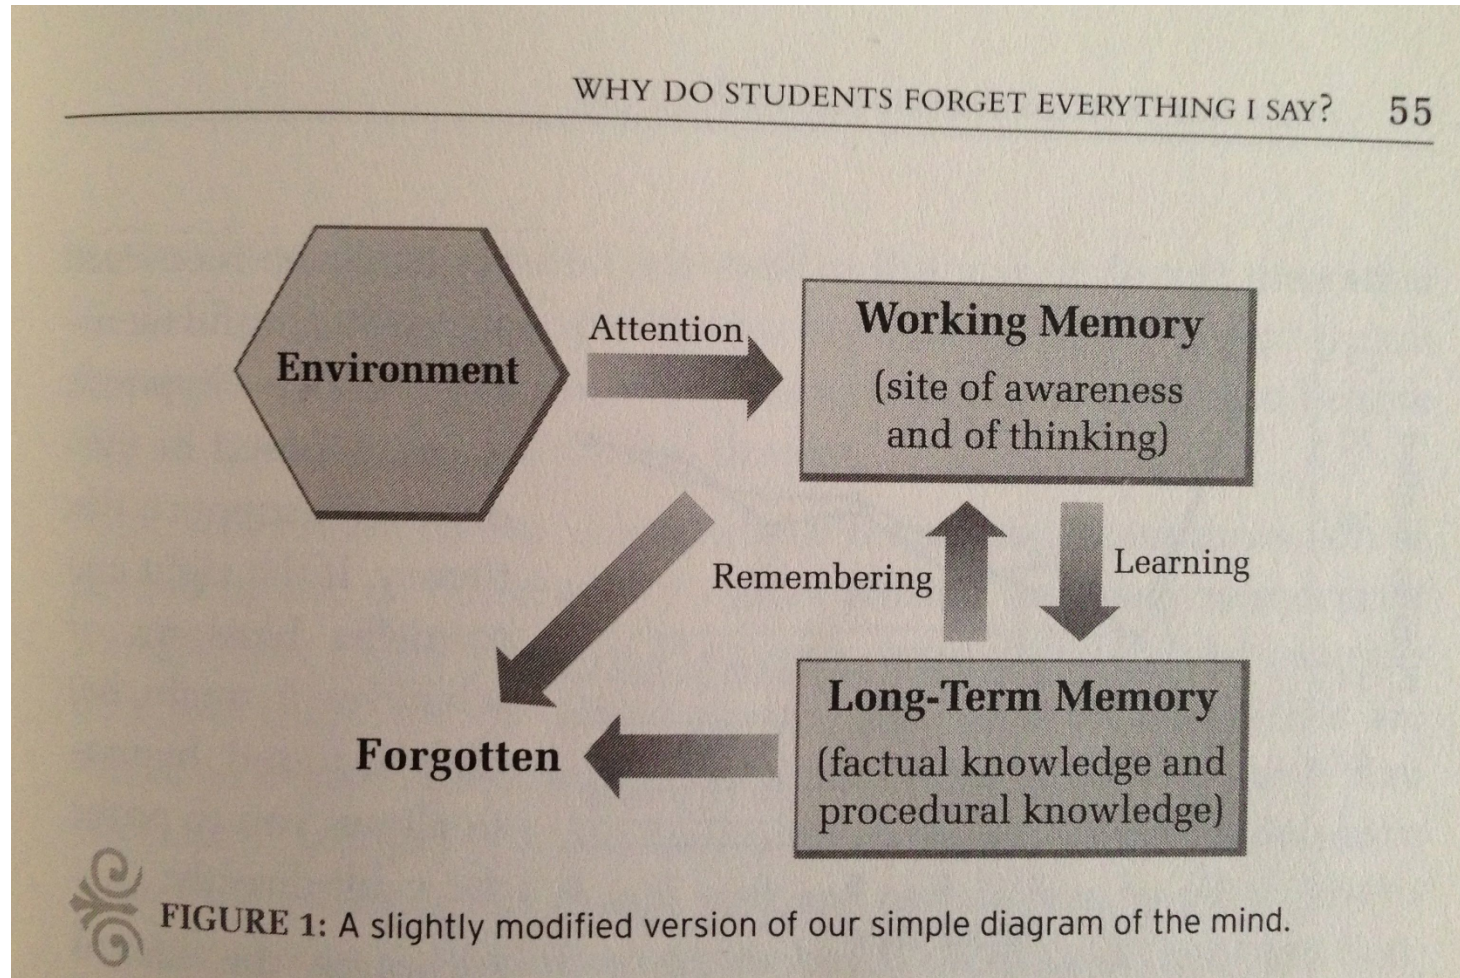 WHY DO STUDENTS FORGET EVERYTHING I SAY? 55
Environment
Attention
Working Memory
(site of awareness
and of thinking)
Remembering
Learning
Long-Term Memory
(factual knowledge and
procedural knowledge)
Forgotten
FIGURE 1: A slightly modified version of our simple diagram of the mind.